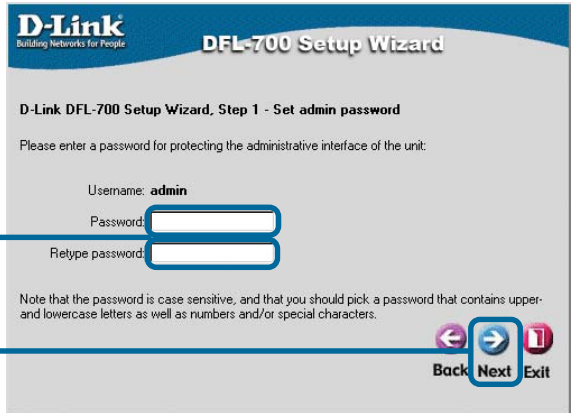 D-Link
Building Networks for People
DFL-700 Setup Wizard
D-Link DFL-700 Setup Wizard, Step 1 - Set admin password
Please enter a password for protecting the administrative interface of the unit:
Username: admin
Password:
Retype password:
Note that the password is case sensitive, and that you should pick a password that contains upper-
and lowercase letters as well as numbers and/or special characters.
Back Next Exit